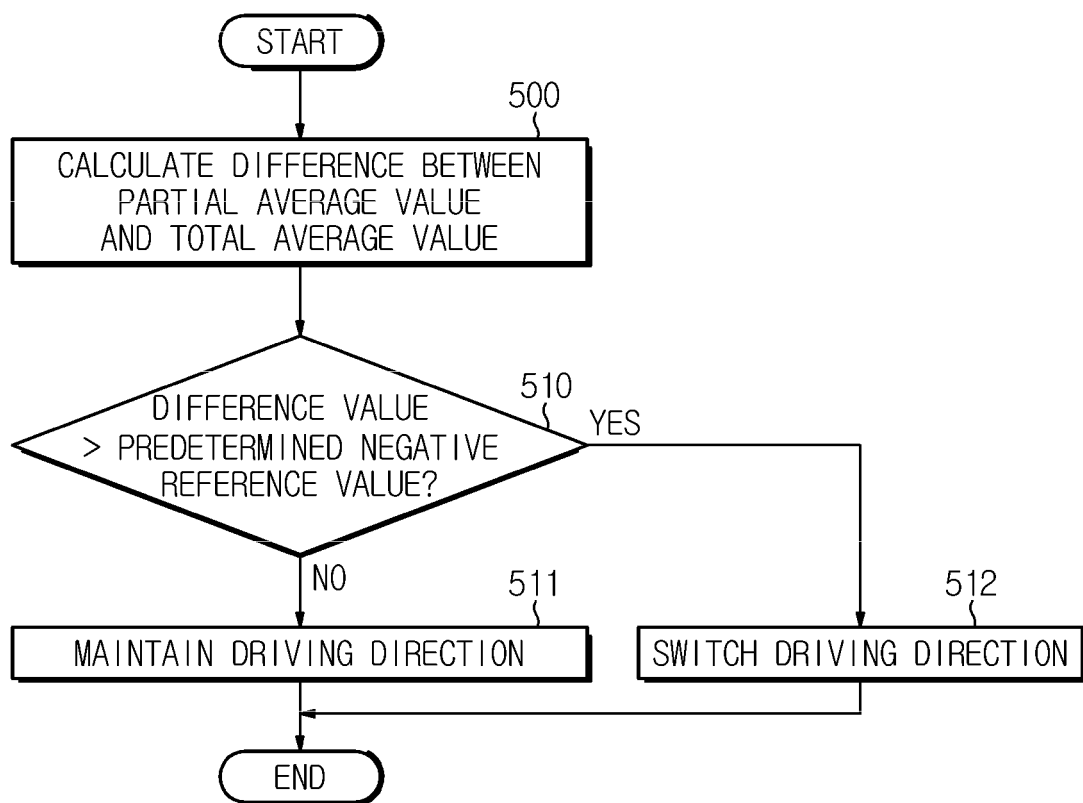 START
500
CALCULATE DIFFERENCE BETWEEN
PARTIAL AVERAGE VALUE
AND TOTAL AVERAGE VALUE
510
DIFFERENCE VALUE
> PREDETERMINED NEGATIVE
REFERENCE VALUE?
YES
NO
511
MAINTAIN DRIVING DIRECTION
512
SWITCH DRIVING DIRECTION
END